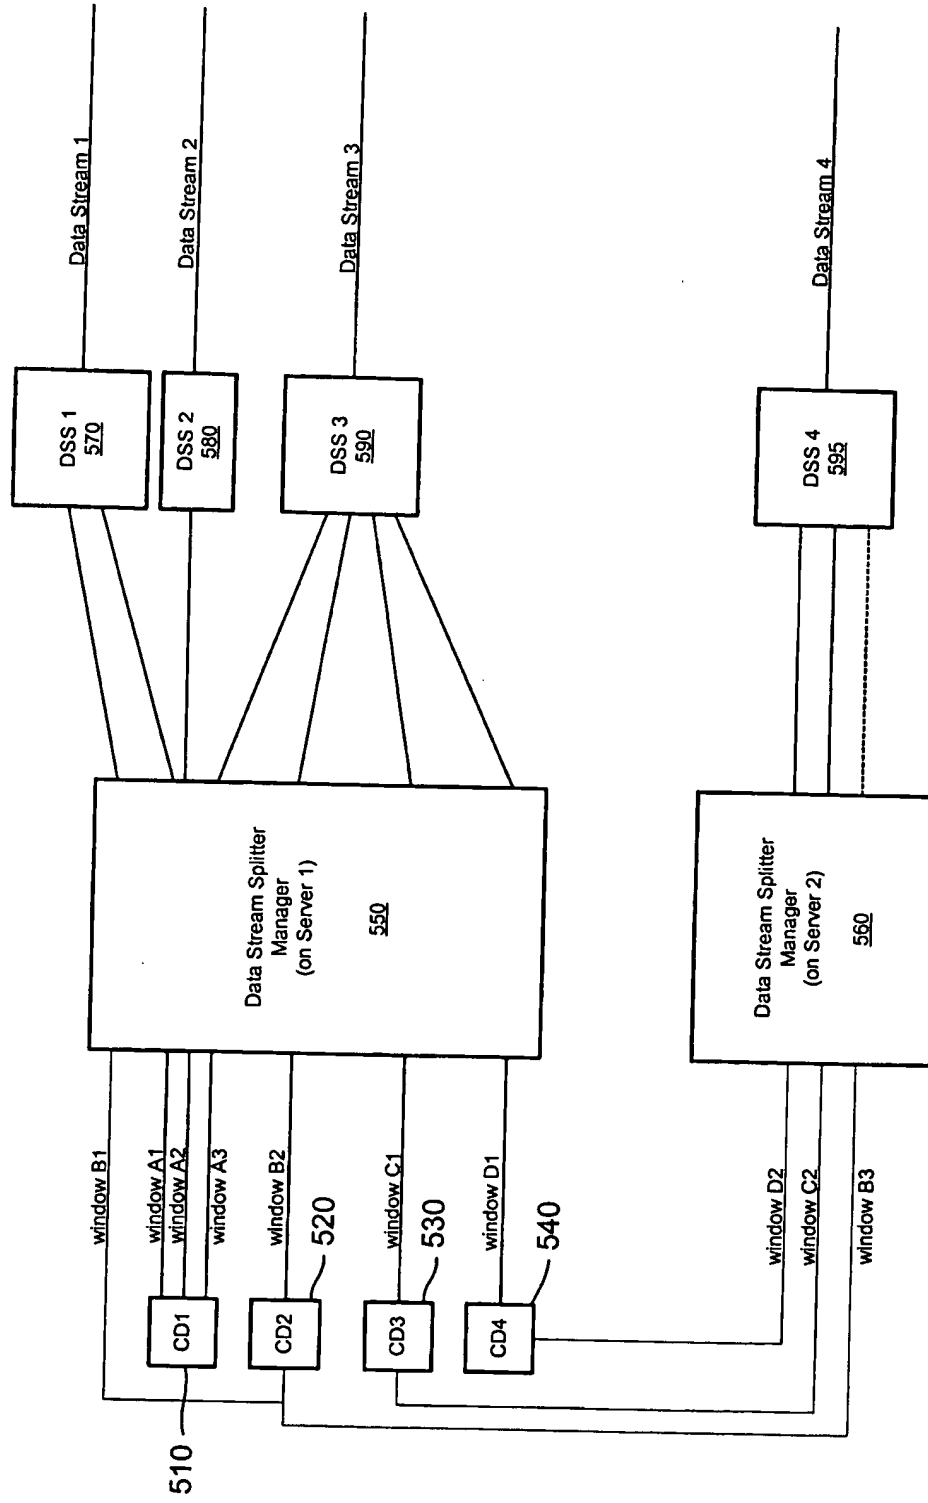 Data Stream 1
Data Stream 2
Data Stream 3
Data Stream 4
DSS 1
570
DSS 2
580
DSS 3
590
DSS 4
595
Data Stream Splitter
Manager
(on Server 1)
550
Data Stream Splitter
Manager
(on Server 2)
560
window B1
window A1
window A2
window A3
window B2
window C1
window D1
window D2
window C2
window B3
CD1
510
CD2
520
CD3
530
CD4
540